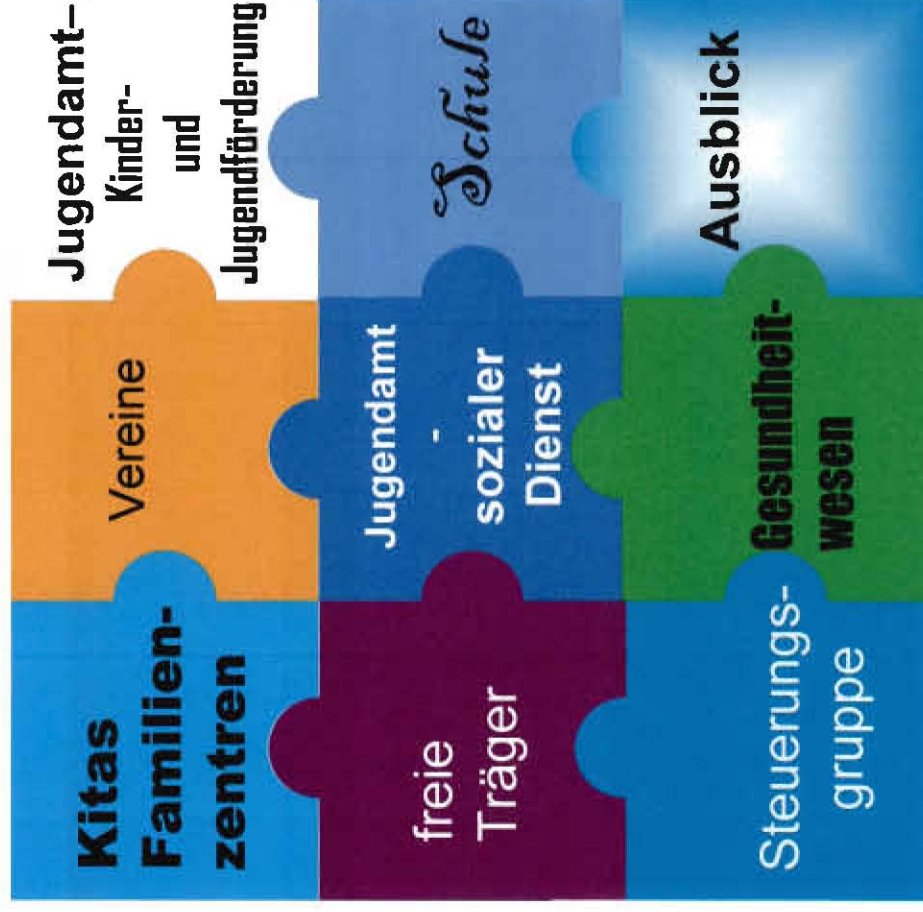 Steuerungs-
gruppe
freie
Träger
Kitas
Familien-
zentren
Gesundheit-
wesen
Jugendamt
-
sozialer
Dienst
Vereine
Ausblick
Schule
Jugendamt–
Kinder-
und
Jugendförderung